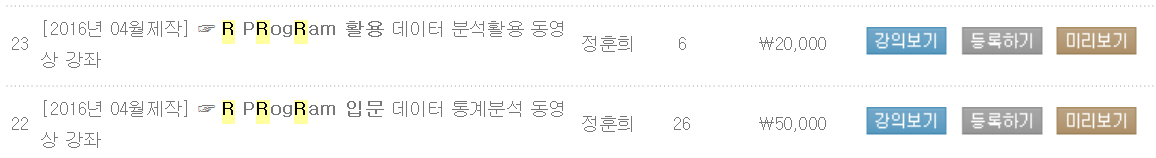 23 [2016년 04월제작] ☞ R PRogRam 활용 데이터 분석활용 동영 정훈희 6 ₩20,000 강의보기 등록하기 미리보기
상 강좌
22 [2016년 04월제작] ☞ R PRogRam 입문 데이터 통계분석 동영 정훈희 26 ₩50,000 강의보기 등록하기 미리보기
상 강좌